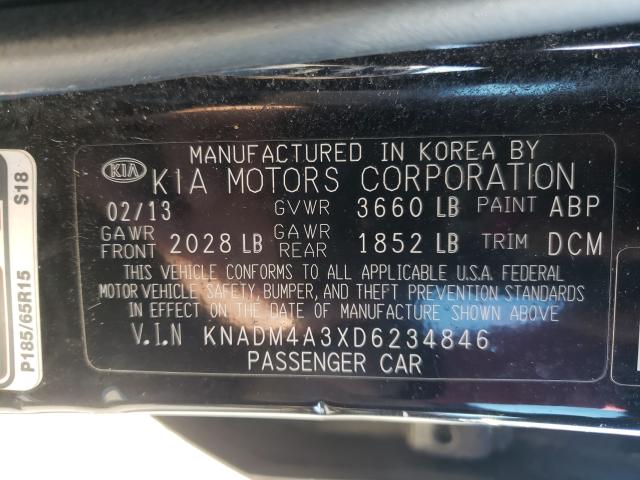 MANUFACTURED IN KOREA BY
KIA KIA MOTORS CORPORATION
02/13 GVWR 3660 LB PAINT ABP
GAWR FRONT 2028 LB GAWR REAR 1852 LB TRIM DCM
THIS VEHICLE CONFORMS TO ALL APPLICABLE U.S.A. FEDERAL
MOTOR VEHICLE SAFETY, BUMPER, AND THEFT PREVENTION STANDARDS
IN EFFECT ON THE DATE OF MANUFACTURE SHOWN ABOVE
V.I.N KNADM4A3XD6234846
PASSENGER CAR
P185/65R15 S18